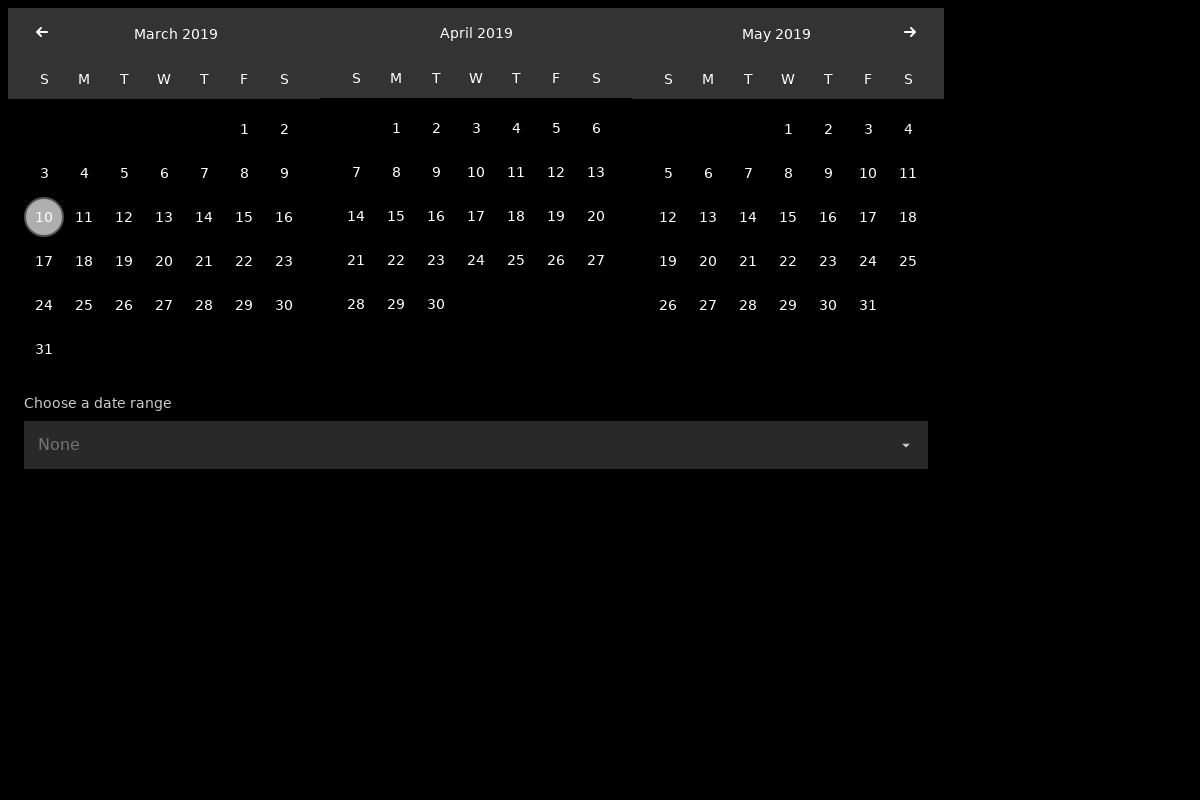 March 2019
S M T W T F S
1 2
3 4 5 6 7 8 9
10 11 12 13 14 15 16
17 18 19 20 21 22 23
24 25 26 27 28 29 30
31
April 2019
S M T W T F S
1 2 3 4 5 6
7 8 9 10 11 12 13
14 15 16 17 18 19 20
21 22 23 24 25 26 27
28 29 30
May 2019
S M T W T F S
1 2 3 4
5 6 7 8 9 10 11
12 13 14 15 16 17 18
19 20 21 22 23 24 25
26 27 28 29 30 31
Choose a date range
None